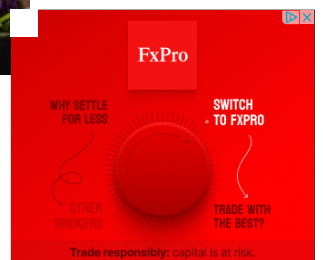 FxPro
WHY SETTLE
FOR LESS
SWITCH
TO FXPRO
OTHER
BROKERS
TRADE WITH
THE BEST?
Trade responsibly: capital is at risk.